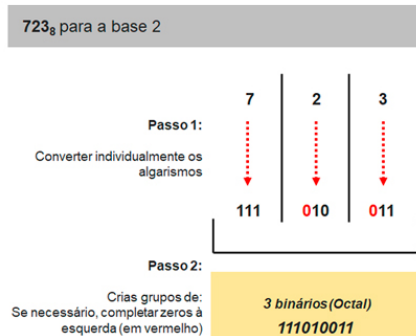 723₈ para a base 2
7 2 3
Passo 1:
Converter individualmente os
algarismos
111 010 011
Passo 2:
Crias grupos de:
Se necessário, completar zeros à
esquerda (em vermelho)
3 binários (Octal)
111010011